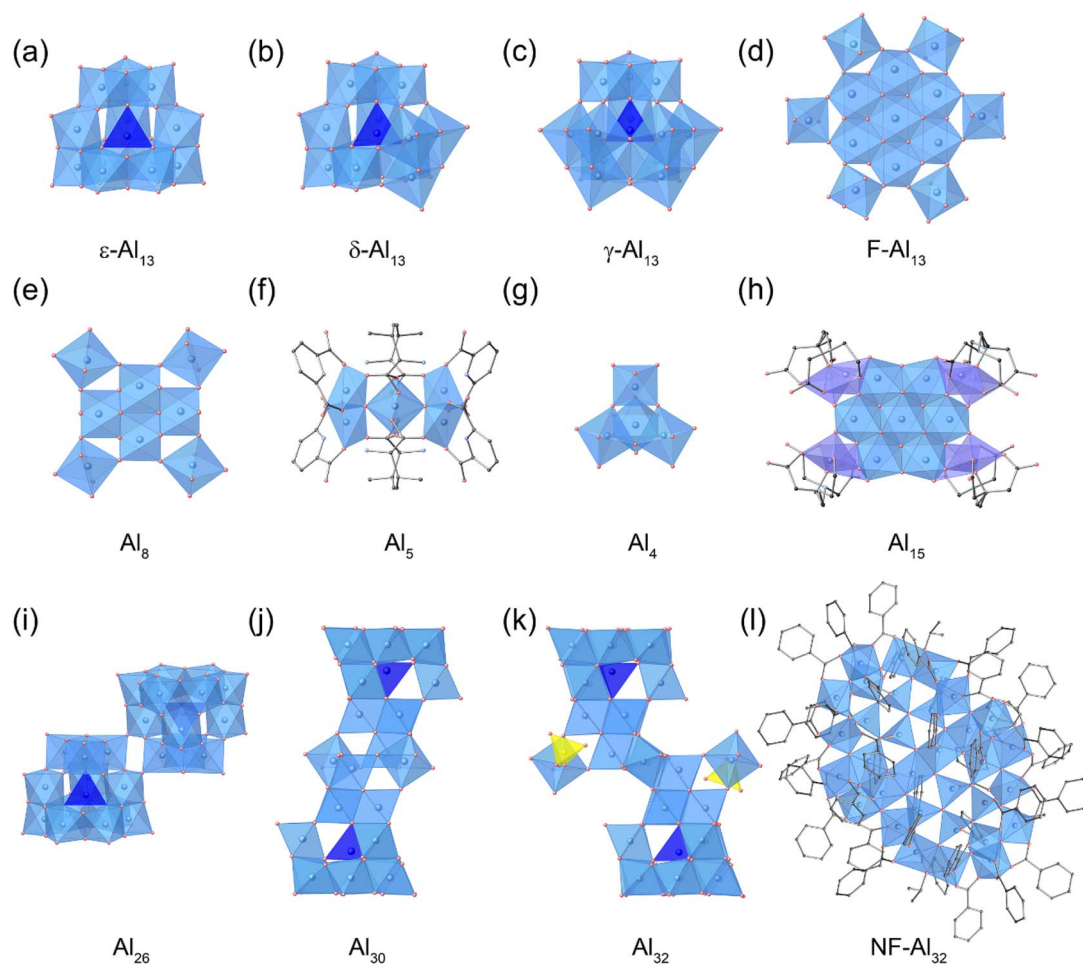 (a) (b) (c) (d)
ε-Al₁₃ δ-Al₁₃ γ-Al₁₃ F-Al₁₃
(e) (f) (g) (h)
Al₈ Al₅ Al₄ Al₁₅
(i) (j) (k) (l)
Al₂₆ Al₃₀ Al₃₂ NF-Al₃₂